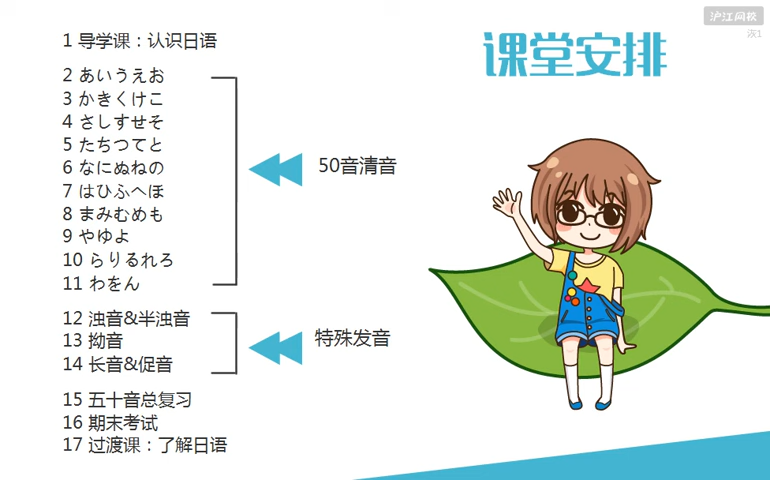 沪江网校
课堂安排
1 导学课：认识日语
2 あいうえお
3 かきくけこ
4 さしすせそ
5 たちつてと
6 なにぬねの
7 はひふへほ
8 まみむめも
9 やゆよ
10 らりるれろ
11 わをん
50音清音
12 浊音&半浊音
13 拗音
14 长音&促音
特殊发音
15 五十音总复习
16 期末考试
17 过渡课：了解日语